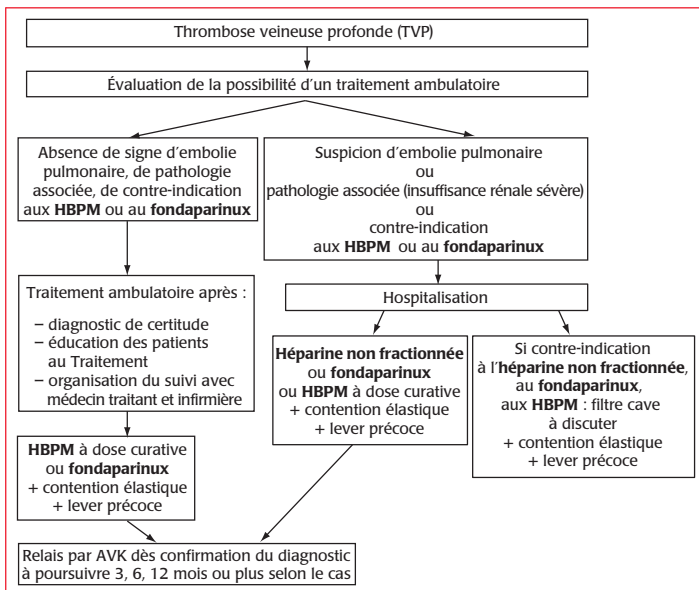 Thrombose veineuse profonde (TVP)
Évaluation de la possibilité d'un traitement ambulatoire
Absence de signe d'embolie
pulmonaire, de pathologie
associée, de contre-indication
aux HBPM ou au fondaparinux
Suspicion d'embolie pulmonaire
ou
pathologie associée (insuffisance rénale sévère)
ou
contre-indication
aux HBPM ou au fondaparinux
Traitement ambulatoire après :
– diagnostic de certitude
– éducation des patients
au Traitement
– organisation du suivi avec
médecin traitant et infirmière
Hospitalisation
Héparine non fractionnée
ou fondaparinux
ou HBPM à dose curative
+ contention élastique
+ lever précoce
Si contre-indication
à l'héparine non fractionnée,
au fondaparinux,
aux HBPM : filtre cave
à discuter
+ contention élastique
+ lever précoce
HBPM à dose curative
ou fondaparinux
+ contention élastique
+ lever précoce
Relais par AVK dès confirmation du diagnostic
à poursuivre 3, 6, 12 mois ou plus selon le cas